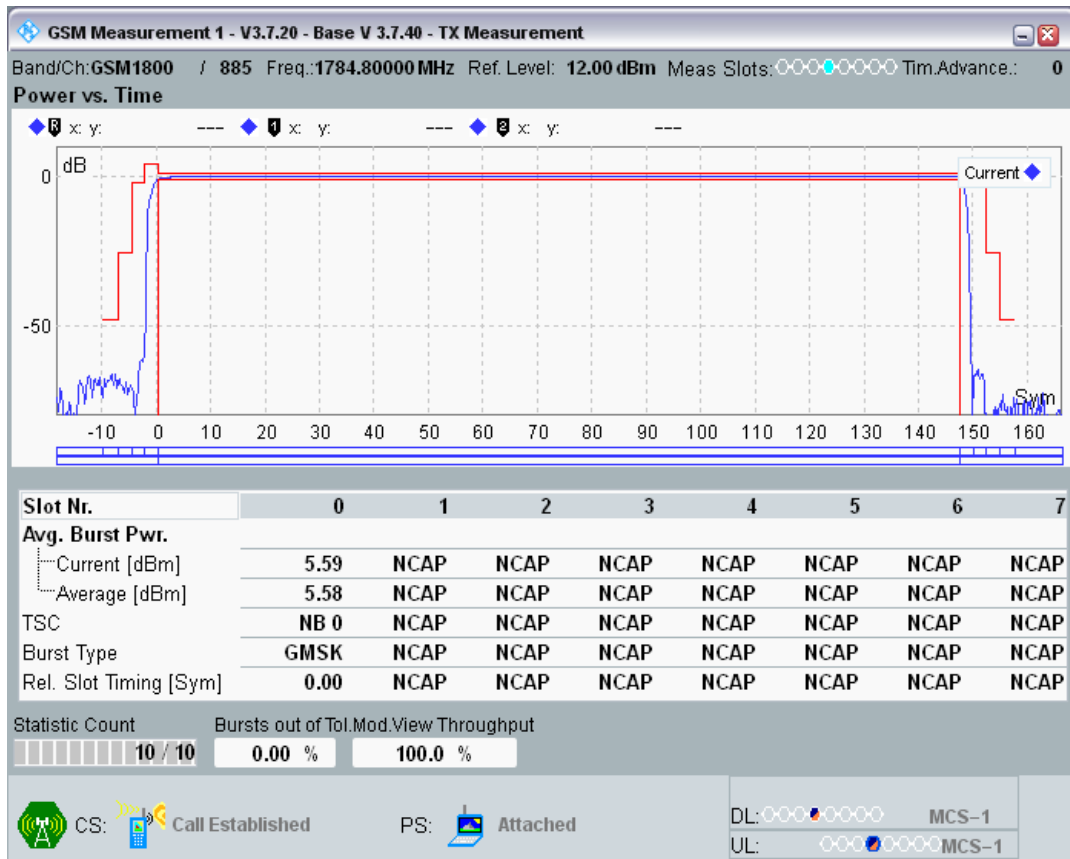 GSM Measurement 1 - V3.7.20 - Base V 3.7.40 - TX Measurement
Band/Ch:GSM1800 / 885 Freq.:1784.80000 MHz Ref. Level: 12.00 dBm Meas Slots: Tim.Advance.: 0
Power vs. Time
R x: y: --- 1 x: y: --- 2 x: y: ---
dB
Current
0
-50
Sym
-10 0 10 20 30 40 50 60 70 80 90 100 110 120 130 140 150 160
Slot Nr. 0 1 2 3 4 5 6 7
Avg. Burst Pwr.
Current [dBm] 5.59 NCAP NCAP NCAP NCAP NCAP NCAP NCAP
Average [dBm] 5.58 NCAP NCAP NCAP NCAP NCAP NCAP NCAP
TSC NB 0 NCAP NCAP NCAP NCAP NCAP NCAP NCAP
Burst Type GMSK NCAP NCAP NCAP NCAP NCAP NCAP NCAP
Rel. Slot Timing [Sym] 0.00 NCAP NCAP NCAP NCAP NCAP NCAP NCAP
Statistic Count Bursts out of Tol.Mod.View Throughput
10 / 10 0.00 % 100.0 %
CS: Call Established PS: Attached
DL: MCS-1
UL: MCS-1